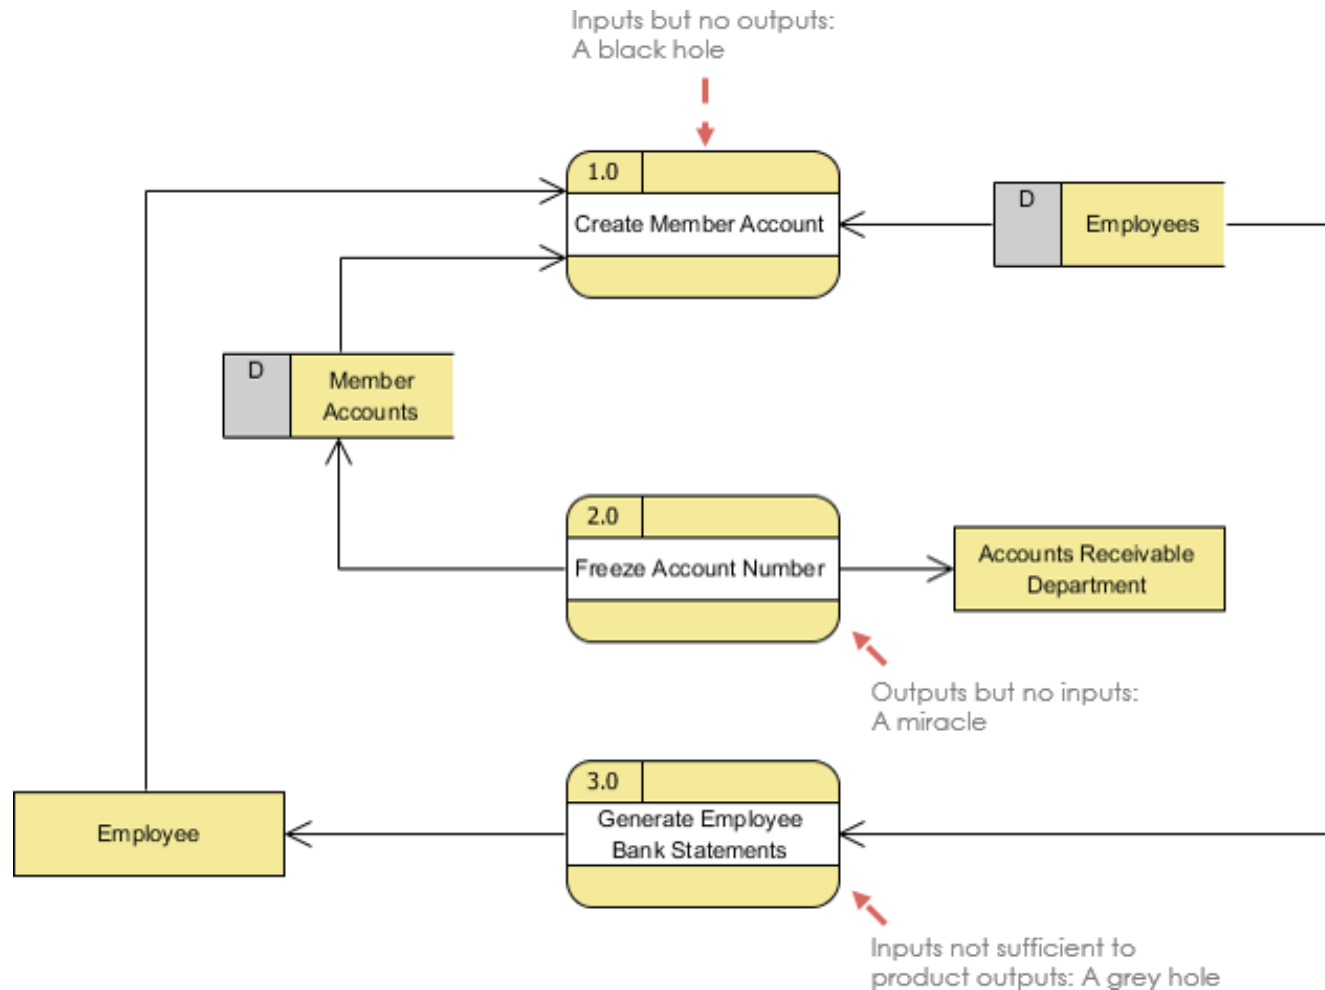 Inputs but no outputs:
A black hole
1.0
Create Member Account
D
Employees
D
Member
Accounts
2.0
Freeze Account Number
Accounts Receivable
Department
Outputs but no inputs:
A miracle
3.0
Generate Employee
Bank Statements
Employee
Inputs not sufficient to
product outputs: A grey hole